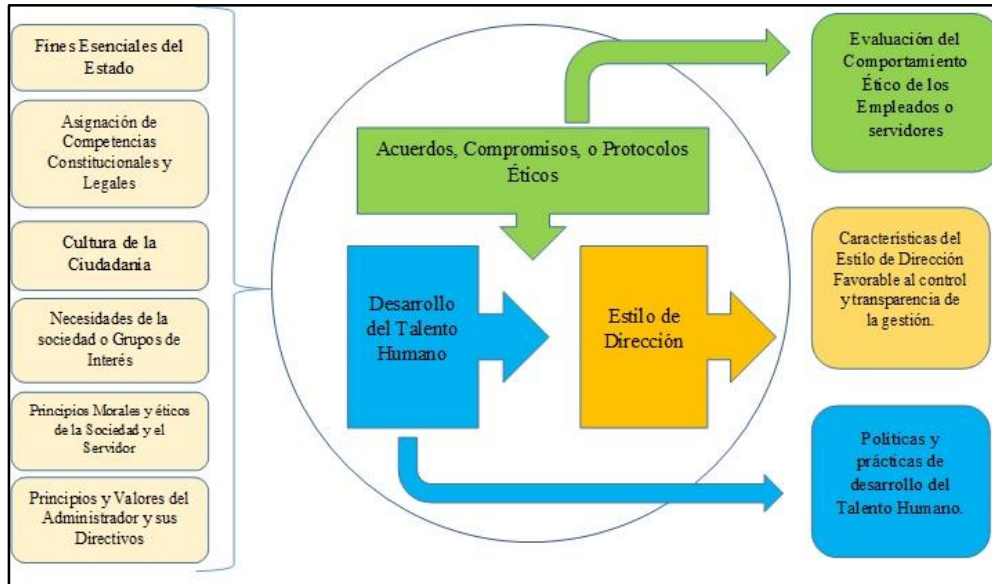 Fines Esenciales del
Estado
Asignación de
Competencias
Constitucionales y
Legales
Cultura de la
Ciudadanía
Necesidades de la
sociedad o Grupos de
Interés
Principios Morales y éticos
de la Sociedad y el
Servidor
Principios y Valores del
Administrador y sus
Directivos
Acuerdos, Compromisos, o Protocolos
Éticos
Desarrollo
del Talento
Humano
Estilo de
Dirección
Evaluación del
Comportamiento
Ético de los
Empleados o
servidores
Características del
Estilo de Dirección
Favorable al control
y transparencia de
la gestión.
Políticas y
prácticas de
desarrollo del
Talento Humano.